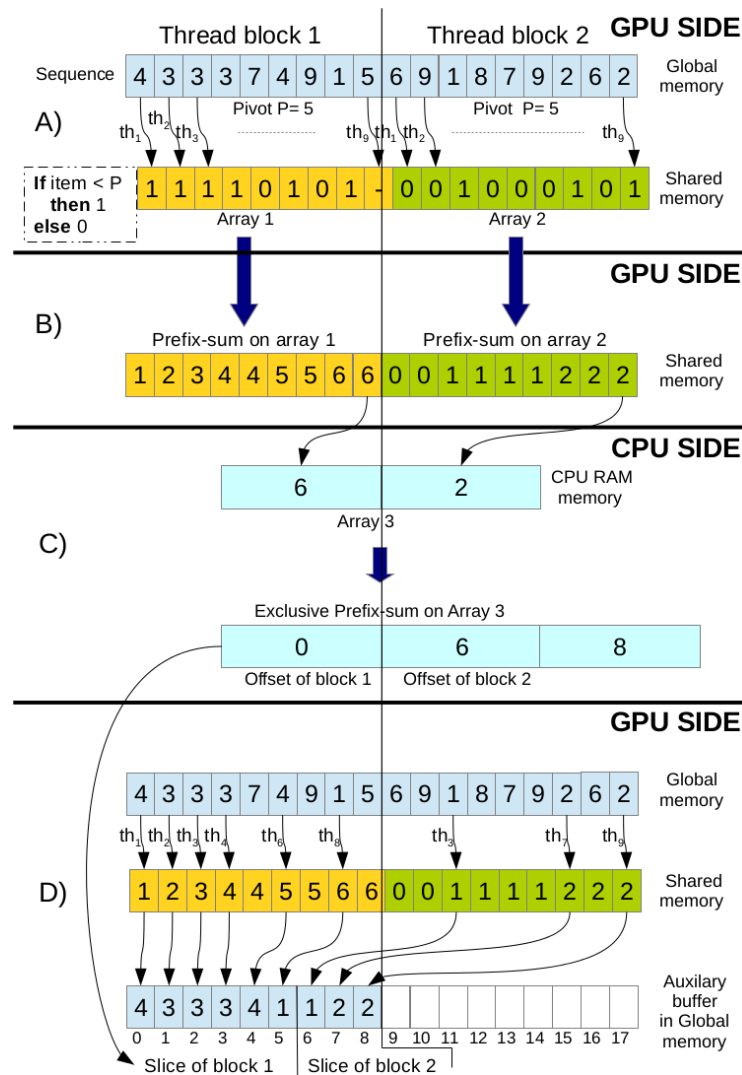 GPU SIDE
Thread block 1 Thread block 2
Sequence 4 3 3 3 7 4 9 1 5 6 9 1 8 7 9 2 6 2 Global memory
A)
Pivot P= 5 Pivot P= 5
th1 th2 th3 th9 th1 th2 th9
If item < P
then 1
else 0
1 1 1 1 0 1 0 1 - 0 0 1 0 0 0 1 0 1 Shared memory
Array 1 Array 2
GPU SIDE
B)
Prefix-sum on array 1 Prefix-sum on array 2
1 2 3 4 4 5 5 6 6 0 0 1 1 1 1 2 2 2 Shared memory
CPU SIDE
6 2 CPU RAM memory
Array 3
C)
Exclusive Prefix-sum on Array 3
0 6 8
Offset of block 1 Offset of block 2
GPU SIDE
4 3 3 3 7 4 9 1 5 6 9 1 8 7 9 2 6 2 Global memory
th1 th2 th3 th4 th6 th8 th3 th7 th9
D)
1 2 3 4 4 5 5 6 6 0 0 1 1 1 1 2 2 2 Shared memory
4 3 3 3 4 1 1 2 2 Auxilary buffer in Global memory
0 1 2 3 4 5 6 7 8 9 10 11 12 13 14 15 16 17
Slice of block 1 Slice of block 2